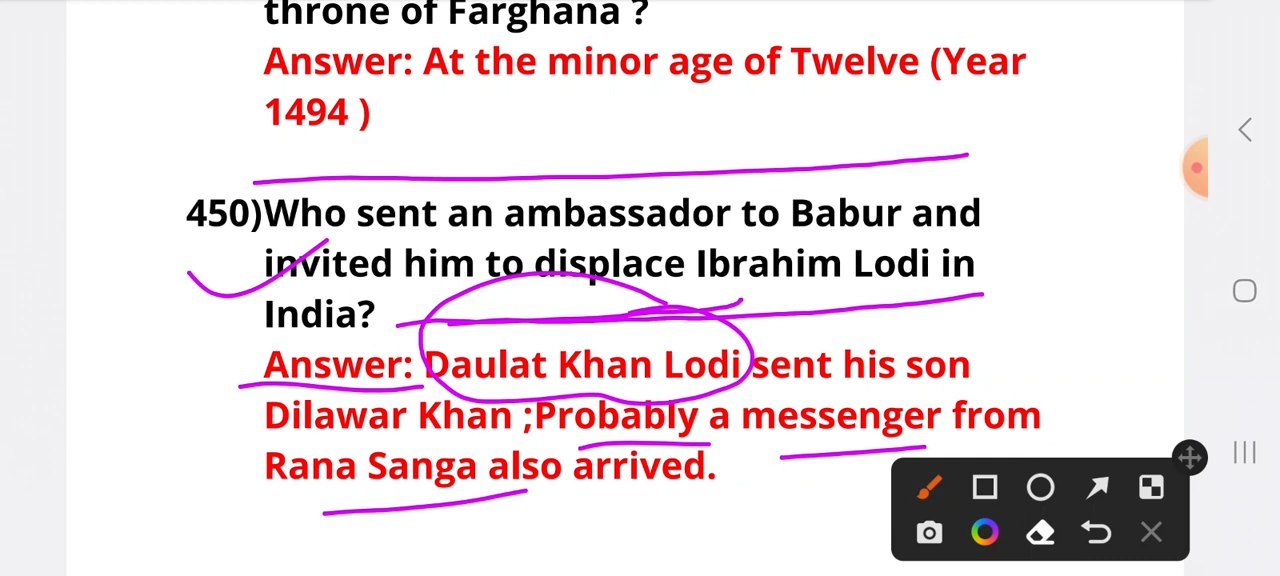 throne of Farghana ?
Answer: At the minor age of Twelve (Year
1494 )
450)Who sent an ambassador to Babur and
invited him to displace Ibrahim Lodi in
India?
Answer: Daulat Khan Lodi sent his son
Dilawar Khan ;Probably a messenger from
Rana Sanga also arrived.